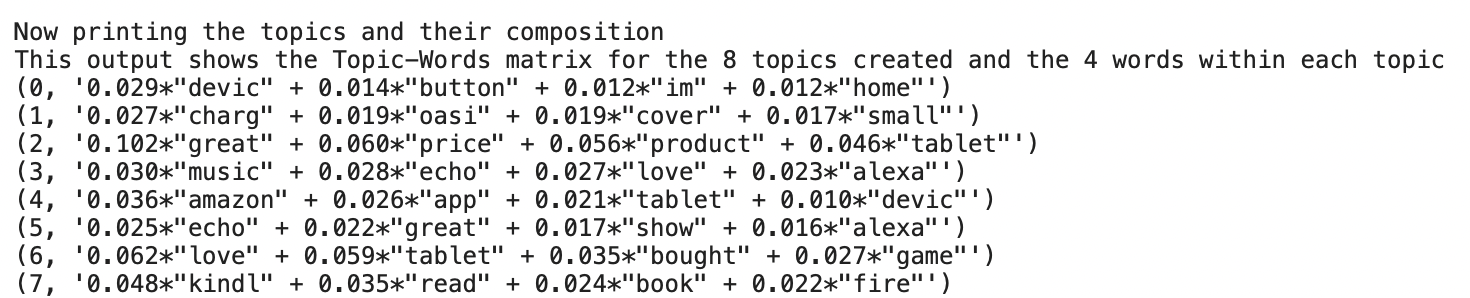 Now printing the topics and their composition
This output shows the Topic-Words matrix for the 8 topics created and the 4 words within each topic
(0, '0.029*"devic" + 0.014*"button" + 0.012*"im" + 0.012*"home"')
(1, '0.027*"charg" + 0.019*"oasi" + 0.019*"cover" + 0.017*"small"')
(2, '0.102*"great" + 0.060*"price" + 0.056*"product" + 0.046*"tablet"')
(3, '0.030*"music" + 0.028*"echo" + 0.027*"love" + 0.023*"alexa"')
(4, '0.036*"amazon" + 0.026*"app" + 0.021*"tablet" + 0.010*"devic"')
(5, '0.025*"echo" + 0.022*"great" + 0.017*"show" + 0.016*"alexa"')
(6, '0.062*"love" + 0.059*"tablet" + 0.035*"bought" + 0.027*"game"')
(7, '0.048*"kindl" + 0.035*"read" + 0.024*"book" + 0.022*"fire"')